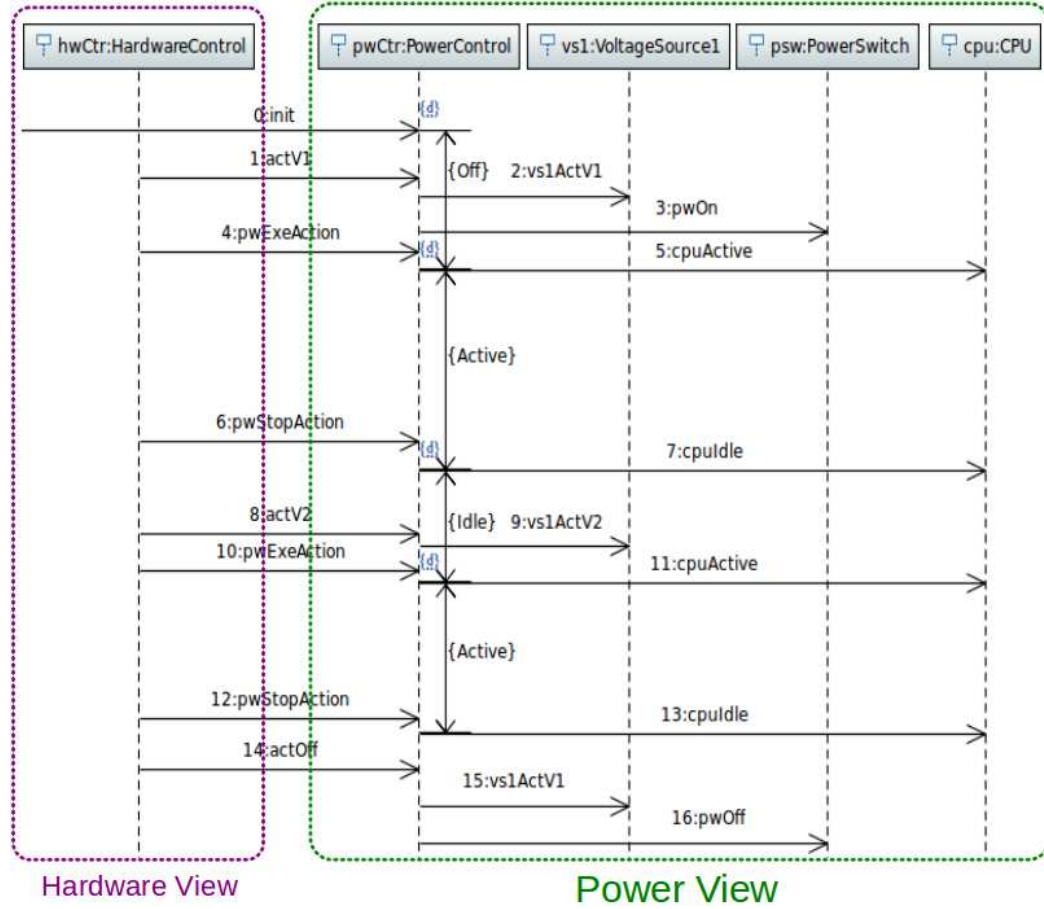 hwCtr:HardwareControl
pwCtr:PowerControl
vs1:VoltageSource1
psw:PowerSwitch
cpu:CPU
{d}
0:init
1:actV1
{Off}
2:vs1ActV1
3:pwOn
4:pwExeAction
{d}
5:cpuActive
{Active}
6:pwStopAction
{d}
7:cpuIdle
8:actV2
{Idle}
9:vs1ActV2
10:pwExeAction
{d}
11:cpuActive
{Active}
12:pwStopAction
13:cpuIdle
14:actOff
15:vs1ActV1
16:pwOff
Hardware View
Power View